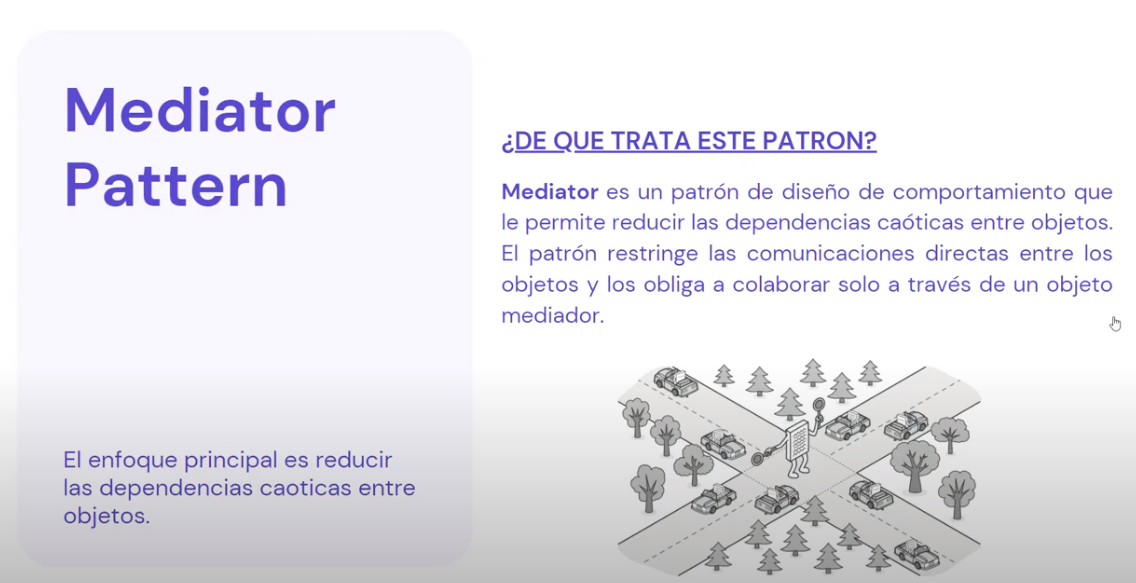 Mediator
Pattern
El enfoque principal es reducir
las dependencias caoticas entre
objetos.
¿DE QUE TRATA ESTE PATRON?
Mediator es un patrón de diseño de comportamiento que
le permite reducir las dependencias caóticas entre objetos.
El patrón restringe las comunicaciones directas entre los
objetos y los obliga a colaborar solo a través de un objeto
mediador.